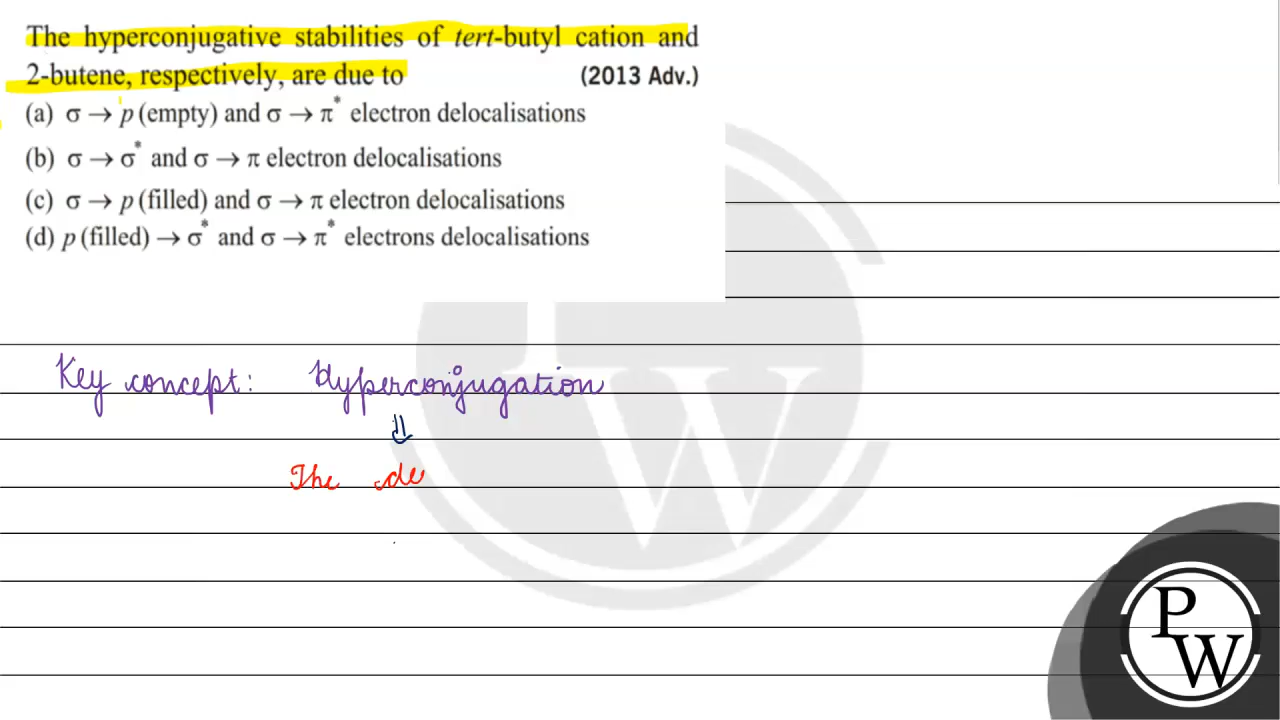 The hyperconjugative stabilities of tert-butyl cation and
2-butene, respectively, are due to (2013 Adv.)
(a) σ → p (empty) and σ → π* electron delocalisations
(b) σ → σ* and σ → π electron delocalisations
(c) σ → p (filled) and σ → π electron delocalisations
(d) p (filled) → σ* and σ → π* electrons delocalisations
Key concept: Hyperconjugation
⇓
The de
P
W